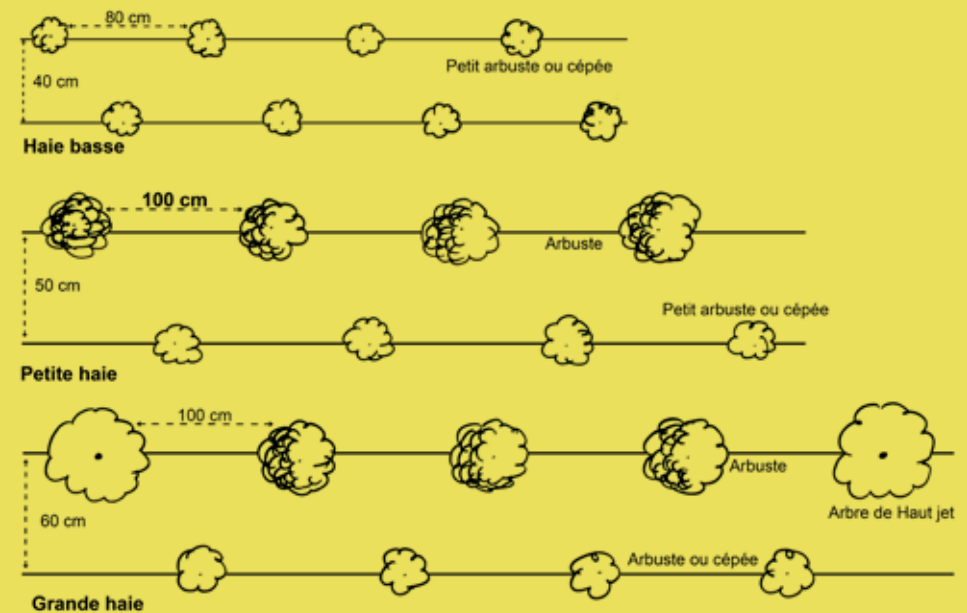 80 cm
Petit arbuste ou cépée
40 cm
Haie basse
100 cm
Arbuste
50 cm
Petit arbuste ou cépée
Petite haie
100 cm
Arbuste
Arbre de Haut jet
60 cm
Arbuste ou cépée
Grande haie